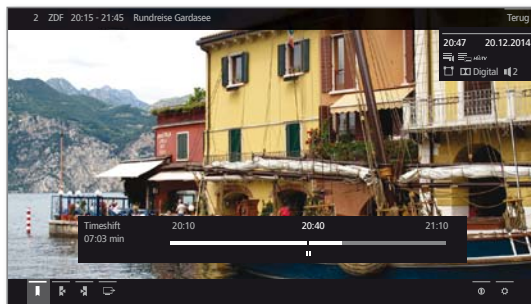 2 ZDF 20:15 - 21:45 Rundreise Gardasee Terug
20:47 20.12.2014
Digital 2
Timeshift 20:10 20:40 21:10
07:03 min